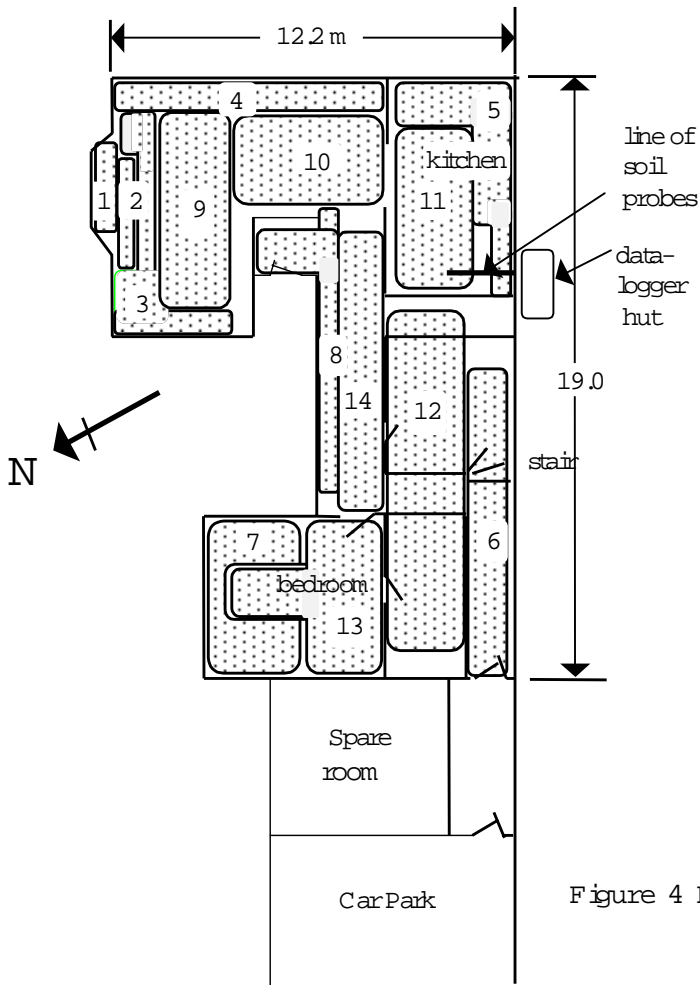 12.2 m
4
5
line of
soil
probes
kitchen
10
1
2
9
11
data-
logger
hut
3
8
19.0
14
12
N
stair
7
6
bedroom
13
Spare
room
Car Park
Figure 4